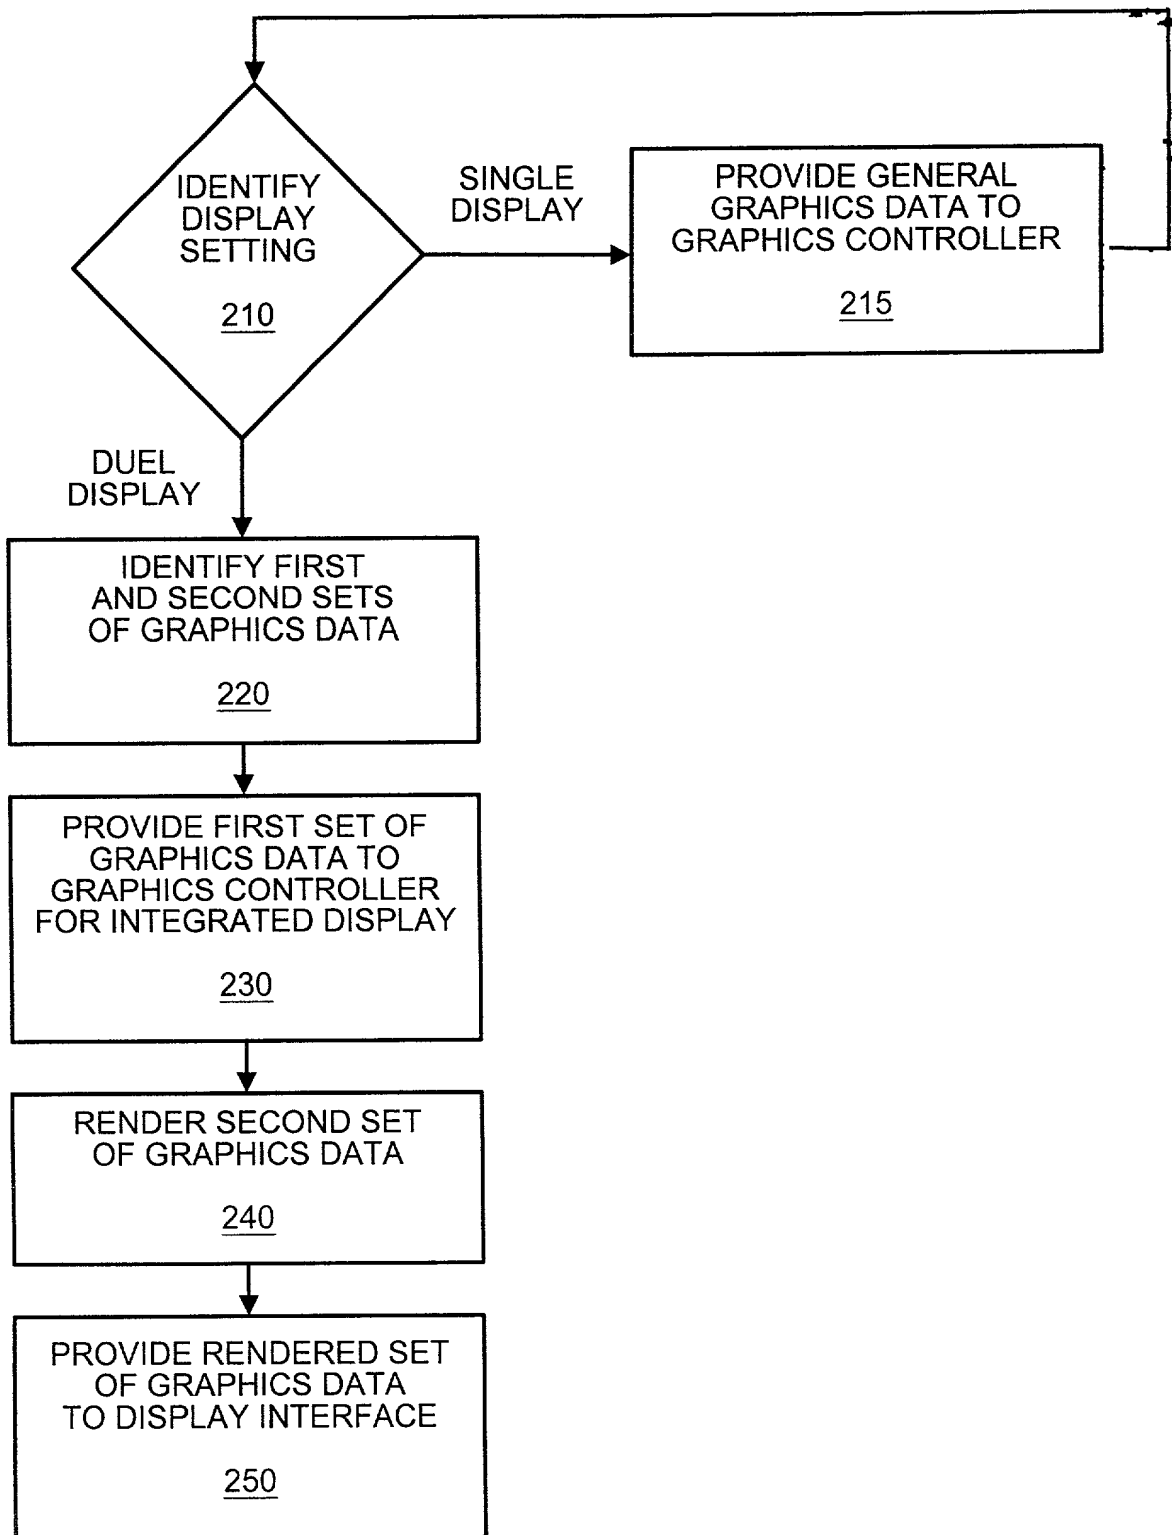 IDENTIFY
DISPLAY
SETTING
210
SINGLE
DISPLAY
PROVIDE GENERAL
GRAPHICS DATA TO
GRAPHICS CONTROLLER
215
DUEL
DISPLAY
IDENTIFY FIRST
AND SECOND SETS
OF GRAPHICS DATA
220
PROVIDE FIRST SET OF
GRAPHICS DATA TO
GRAPHICS CONTROLLER
FOR INTEGRATED DISPLAY
230
RENDER SECOND SET
OF GRAPHICS DATA
240
PROVIDE RENDERED SET
OF GRAPHICS DATA
TO DISPLAY INTERFACE
250